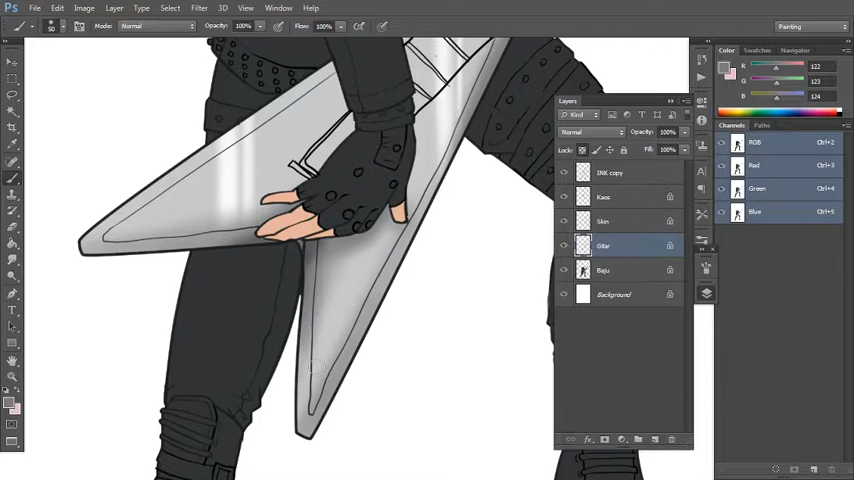 Ps File Edit Image Layer Type Select Filter 3D View Window Help
50 Mode: Normal Opacity: 100% Flow: 100% Painting
Color Swatches Navigator
R 122
G 123
B 124
Channels Paths
RGB Ctrl+2
Red Ctrl+3
Green Ctrl+4
Blue Ctrl+5
Layers
Kind
Normal Opacity: 100%
Lock: Fill: 100%
INK copy
Kaos
Skin
Gitar
Baju
Background
fx